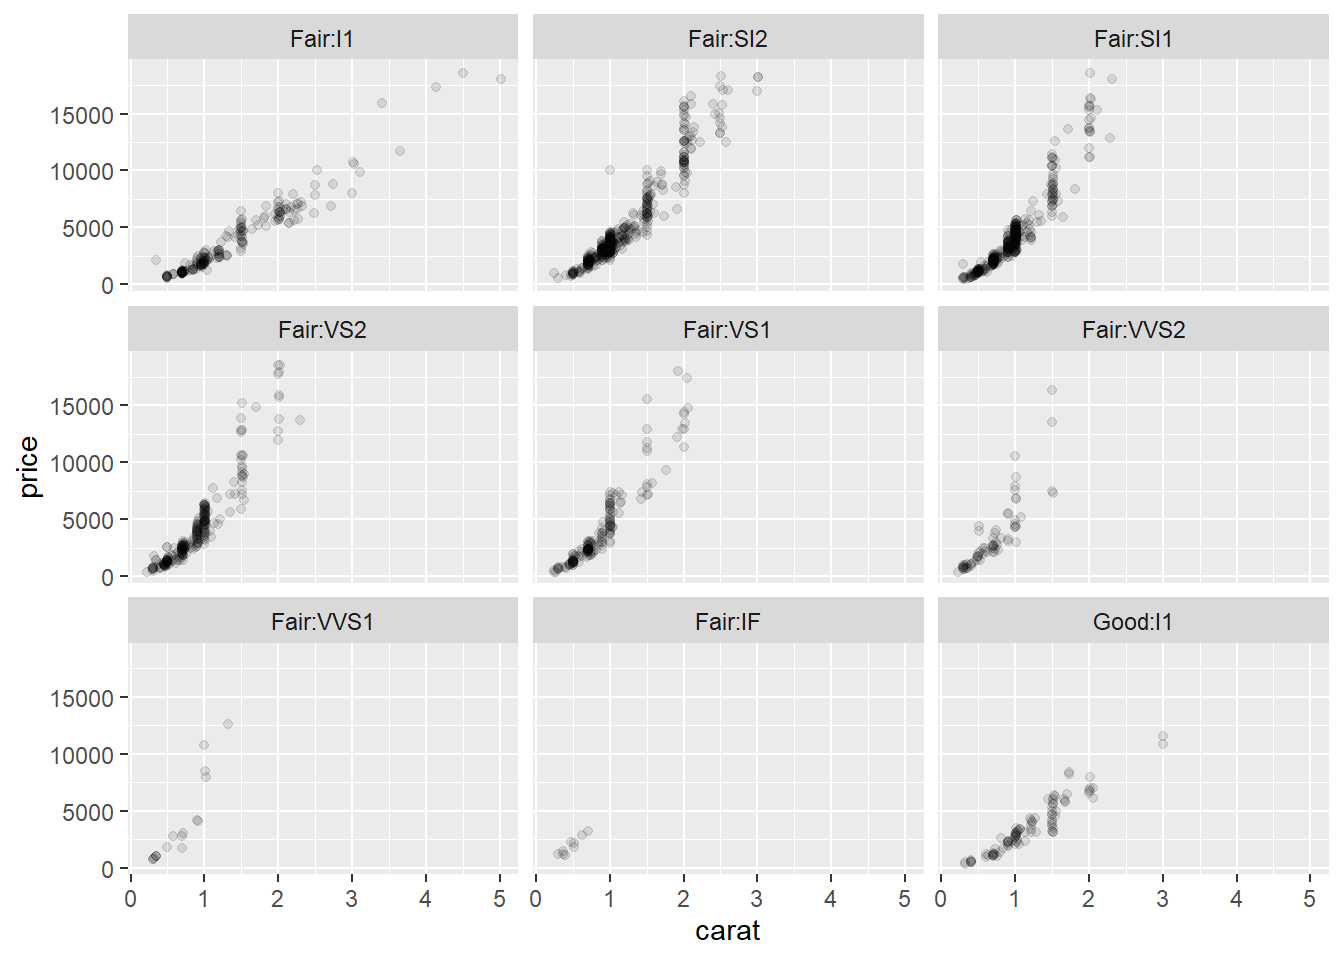 Fair:I1 Fair:SI2 Fair:SI1
15000
10000
5000
0
Fair:VS2 Fair:VS1 Fair:VVS2
15000
10000
5000
0
price
Fair:VVS1 Fair:IF Good:I1
15000
10000
5000
0
0 1 2 3 4 5 0 1 2 3 4 5 0 1 2 3 4 5
carat